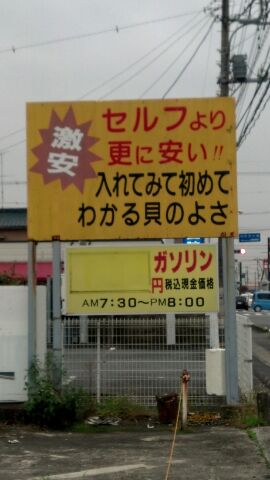 激安
セルフより
更に安い!!
入れてみて初めて
わかる貝のよさ
ガソリン
円税込現金価格
AM7:30～PM8:00